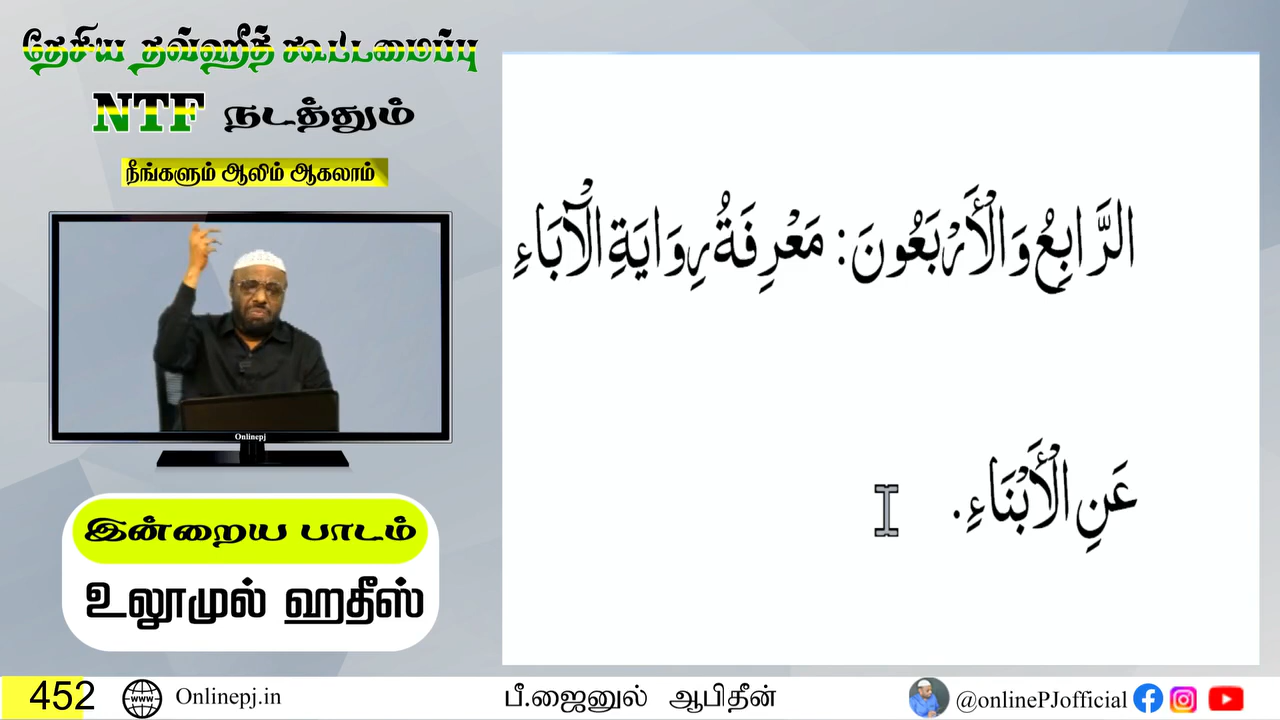 தேசிய தவ்ஹீத் கூட்டமைப்பு
NTF நடத்தும்
நீங்களும் ஆலிம் ஆகலாம்
Onlinepj
இன்றைய பாடம்
உலூமுல் ஹதீஸ்
الرَّابِعُ وَالْأَرْبَعُونَ: مَعْرِفَةُ رِوَايَةِ الْآبَاءِ
عَنِ الْأَبْنَاءِ.
452
www
Onlinepj.in
பீ.ஜைனுல் ஆபிதீன்
@onlinePJofficial